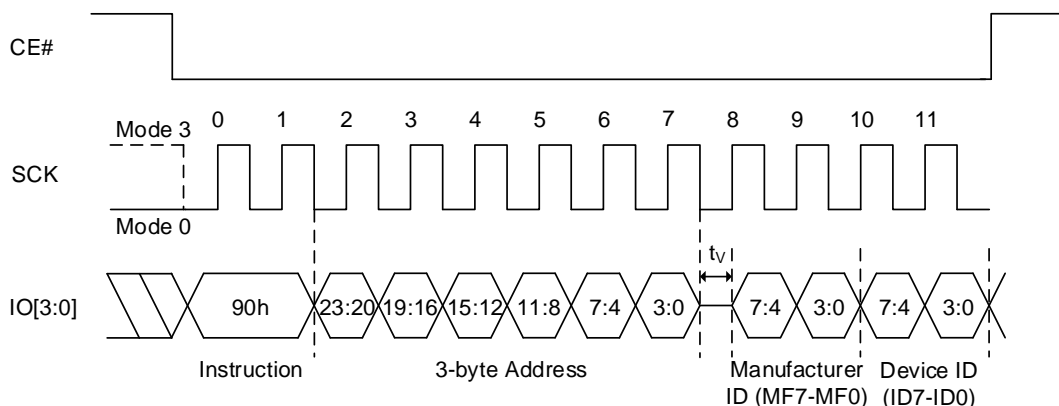 CE#
0 1 2 3 4 5 6 7 8 9 10 11
Mode 3
SCK
Mode 0
tV
IO[3:0] 90h 23:20 19:16 15:12 11:8 7:4 3:0 7:4 3:0 7:4 3:0
Instruction 3-byte Address Manufacturer Device ID
ID (MF7-MF0) (ID7-ID0)